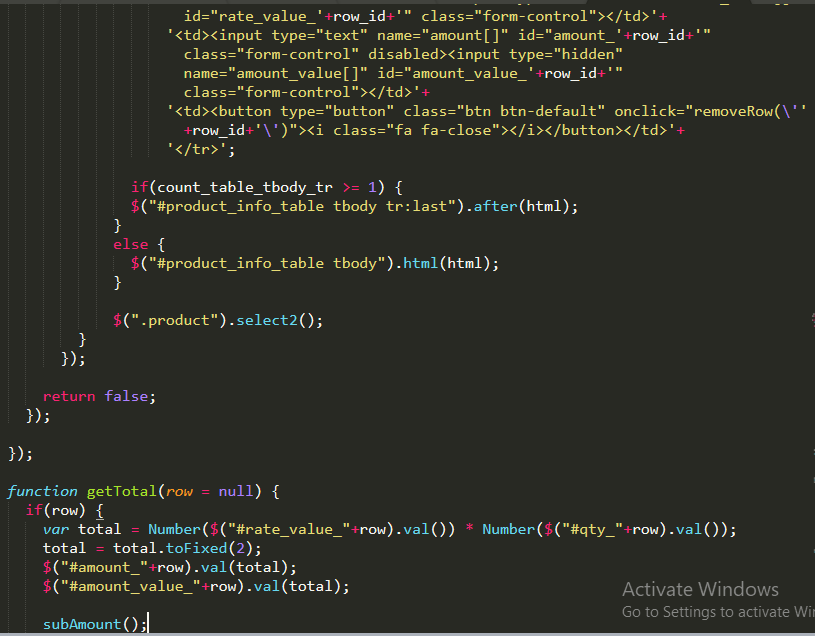 id="rate_value_'+row_id+'" class="form-control"></td>'+
'<td><input type="text" name="amount[]" id="amount_'+row_id+'"
class="form-control" disabled><input type="hidden"
name="amount_value[]" id="amount_value_'+row_id+'"
class="form-control"></td>'+
'<td><button type="button" class="btn btn-default" onclick="removeRow(\''
+row_id+'\')"><i class="fa fa-close"></i></button></td>'+
'</tr>';
if(count_table_tbody_tr >= 1) {
$("#product_info_table tbody tr:last").after(html);
}
else {
$("#product_info_table tbody").html(html);
}
$(".product").select2();
}
});
return false;
});
});
function getTotal(row = null) {
if(row) {
var total = Number($("#rate_value_"+row).val()) * Number($("#qty_"+row).val());
total = total.toFixed(2);
$("#amount_"+row).val(total);
$("#amount_value_"+row).val(total);
subAmount();
Activate Windows
Go to Settings to activate Wi